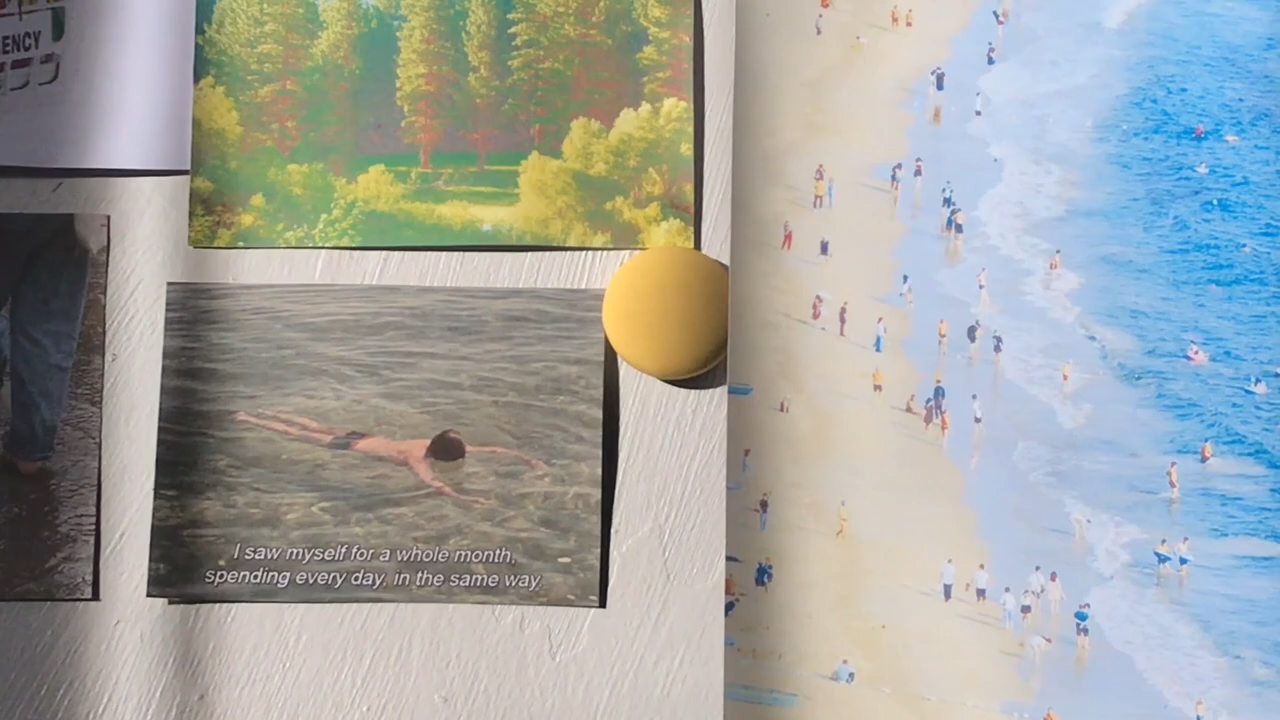 ENCY
I saw myself for a whole month,
spending every day, in the same way.